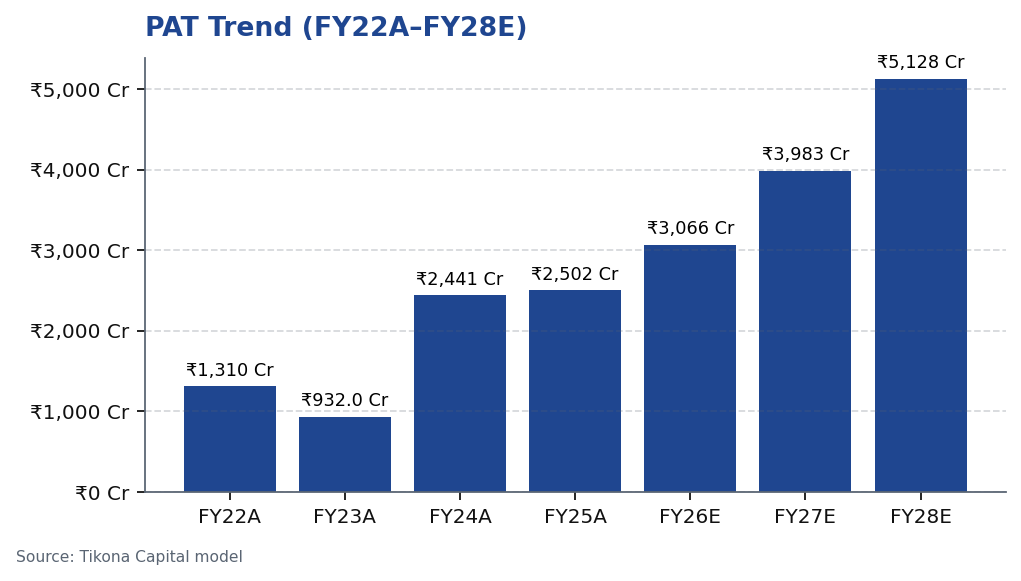 PAT Trend (FY22A–FY28E)
₹5,128 Cr
₹5,000 Cr
₹3,983 Cr
₹4,000 Cr
₹3,066 Cr
₹3,000 Cr
₹2,441 Cr
₹2,502 Cr
₹2,000 Cr
₹1,310 Cr
₹932.0 Cr
₹1,000 Cr
₹0 Cr
FY22A FY23A FY24A FY25A FY26E FY27E FY28E
Source: Tikona Capital model